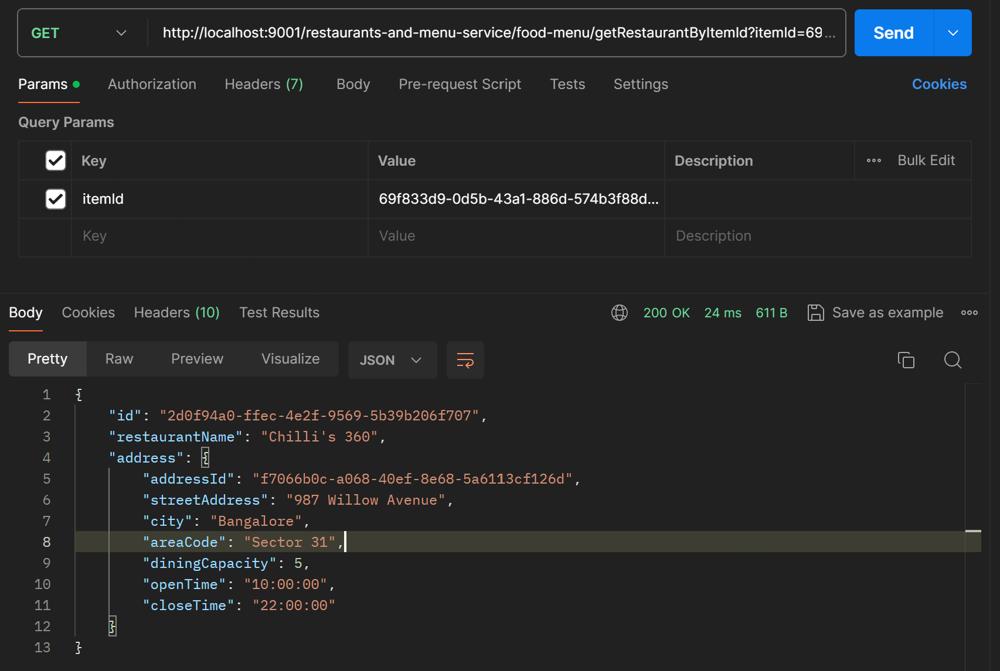 GET http://localhost:9001/restaurants-and-menu-service/food-menu/getRestaurantByItemId?itemId=69... Send
Params Authorization Headers (7) Body Pre-request Script Tests Settings Cookies
Query Params
Key Value Description Bulk Edit
itemId 69f833d9-0d5b-43a1-886d-574b3f88d...
Key Value Description
Body Cookies Headers (10) Test Results 200 OK 24 ms 611 B Save as example
Pretty Raw Preview Visualize JSON
1 {
2 "id": "2d0f94a0-ffec-4e2f-9569-5b39b206f707",
3 "restaurantName": "Chilli's 360",
4 "address": {
5 "addressId": "f7066b0c-a068-40ef-8e68-5a6113cf126d",
6 "streetAddress": "987 Willow Avenue",
7 "city": "Bangalore",
8 "areaCode": "Sector 31",
9 "diningCapacity": 5,
10 "openTime": "10:00:00",
11 "closeTime": "22:00:00"
12 }
13 }